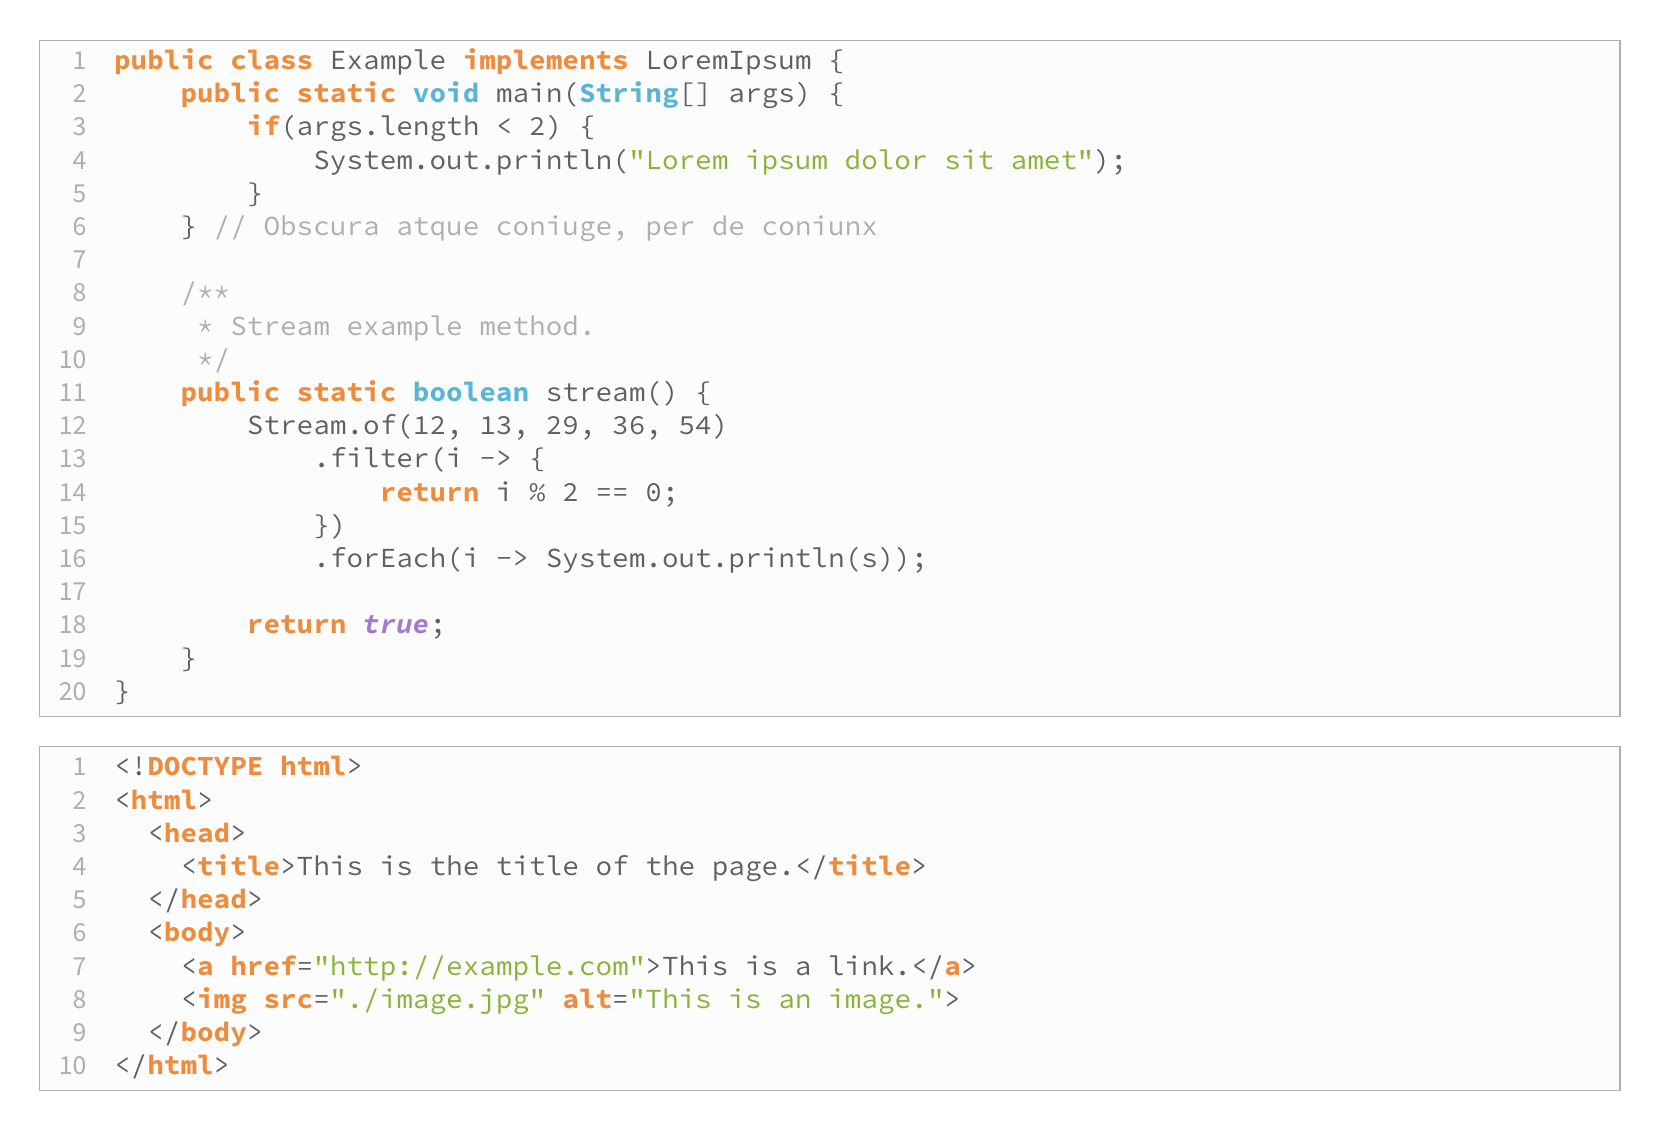 1 public class Example implements LoremIpsum {
2     public static void main(String[] args) {
3         if(args.length < 2) {
4             System.out.println("Lorem ipsum dolor sit amet");
5         }
6     } // Obscura atque coniuge, per de coniunx
7
8     /**
9      * Stream example method.
10      */
11     public static boolean stream() {
12         Stream.of(12, 13, 29, 36, 54)
13             .filter(i -> {
14                 return i % 2 == 0;
15             })
16             .forEach(i -> System.out.println(s));
17
18         return true;
19     }
20 }
1 <!DOCTYPE html>
2 <html>
3   <head>
4     <title>This is the title of the page.</title>
5   </head>
6   <body>
7     <a href="http://example.com">This is a link.</a>
8     <img src="./image.jpg" alt="This is an image.">
9   </body>
10 </html>